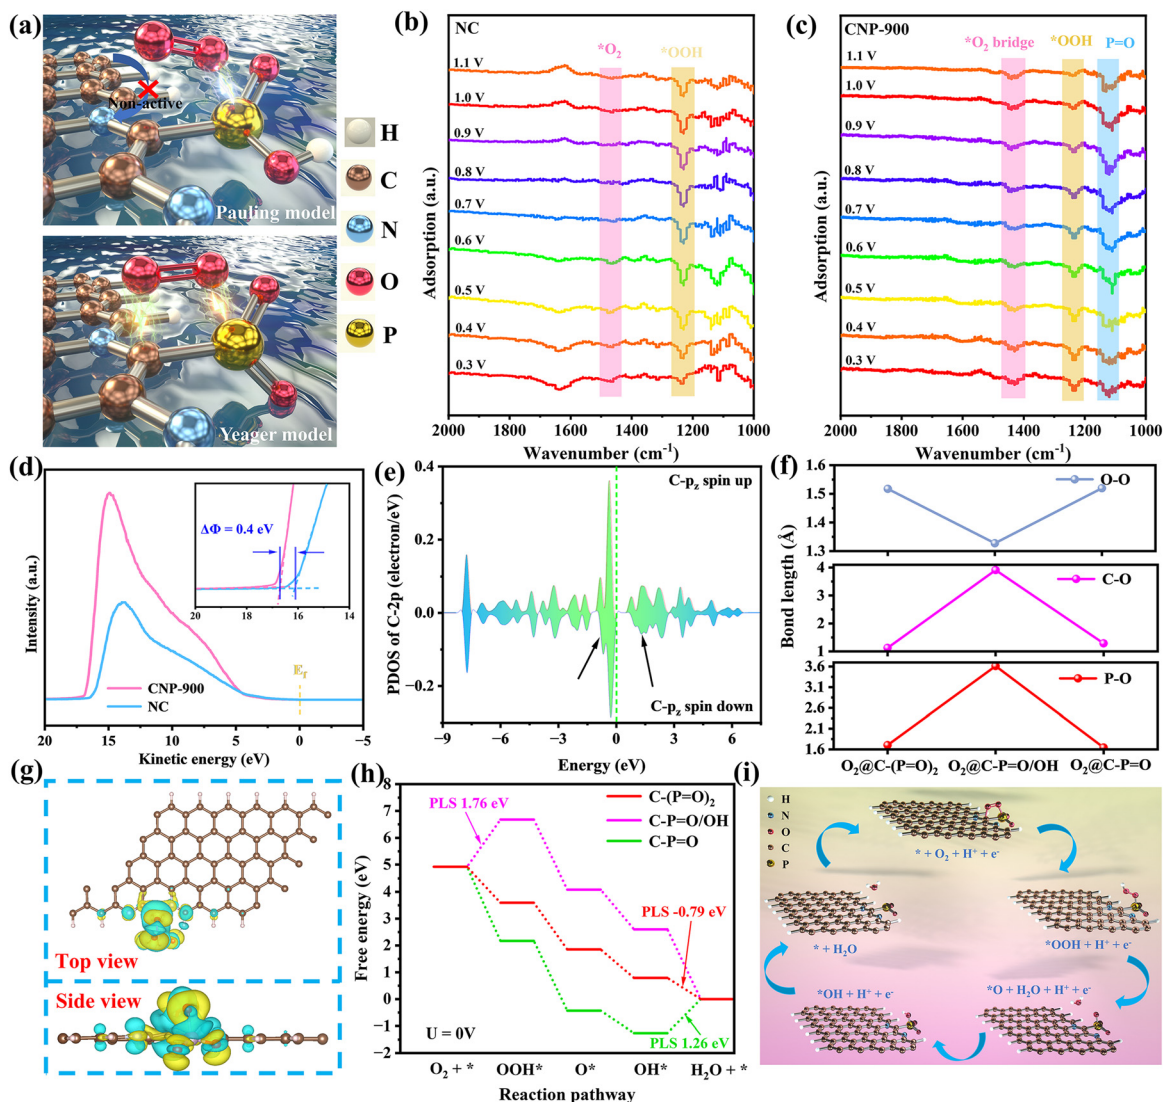 (a)
Non-active
Pauling model
Yeager model
H
C
N
O
P
(b)
NC
*O₂
*OOH
1.1 V
1.0 V
0.9 V
0.8 V
0.7 V
0.6 V
0.5 V
0.4 V
0.3 V
Adsorption (a.u.)
2000 1800 1600 1400 1200 1000
Wavenumber (cm⁻¹)
(c)
CNP-900
*O₂ bridge
*OOH
P=O
1.1 V
1.0 V
0.9 V
0.8 V
0.7 V
0.6 V
0.5 V
0.4 V
0.3 V
Adsorption (a.u.)
2000 1800 1600 1400 1200 1000
Wavenumber (cm⁻¹)
(d)
Intensity (a.u.)
ΔΦ = 0.4 eV
20 18 16 14
CNP-900
NC
E_f
20 15 10 5 0 -5
Kinetic energy (eV)
(e)
PDOS of C-2p (electron/eV)
0.4
0.2
0.0
-0.2
C-p_z spin up
C-p_z spin down
-9 -6 -3 0 3 6
Energy (eV)
(f)
Bond length (Å)
1.6
1.5
1.4
1.3
O-O
4
3
2
1
C-O
3.6
3.1
2.6
2.1
1.6
P-O
O₂@C-(P=O)₂ O₂@C-P=O/OH O₂@C-P=O
(g)
Top view
Side view
(h)
Free energy (eV)
8
7
6
5
4
3
2
1
0
-1
-2
PLS 1.76 eV
C-(P=O)₂
C-P=O/OH
C-P=O
PLS -0.79 eV
PLS 1.26 eV
U = 0V
O₂ + * OOH* O* OH* H₂O + *
Reaction pathway
(i)
H
N
O
C
P
* + O₂ + H⁺ + e⁻
*OOH + H⁺ + e⁻
*O + H₂O + H⁺ + e⁻
*OH + H⁺ + e⁻
* + H₂O